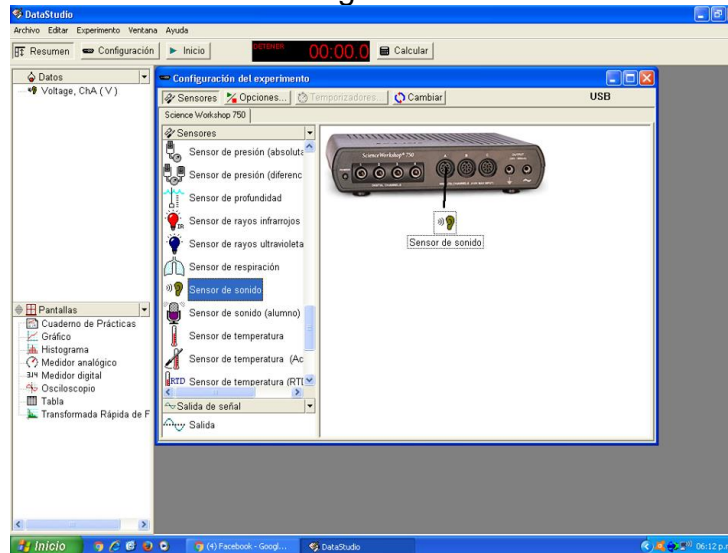 DataStudio
Archivo Editar Experimento Ventana Ayuda
Resumen Configuración Inicio DETENER 00:00.0 Calcular
Datos
Voltage, ChA ( V )
Configuración del experimento
Sensores Opciones... Temporizadores... Cambiar USB
Science Workshop 750
Sensores
Sensor de presión (absoluta
Sensor de presión (diferenc
Sensor de profundidad
Sensor de rayos infrarrojos
Sensor de rayos ultravioleta
Sensor de respiración
Sensor de sonido
Sensor de sonido (alumno)
Sensor de temperatura
Sensor de temperatura (Ac
RTD Sensor de temperatura (RTI
Salida de señal
Salida
ScienceWorkshop 750
A B C
Sensor de sonido
Pantallas
Cuaderno de Prácticas
Gráfico
Histograma
Medidor analógico
3.14 Medidor digital
Osciloscopio
Tabla
Transformada Rápida de F
Inicio (4) Facebook - Googl... DataStudio 06:12 p.